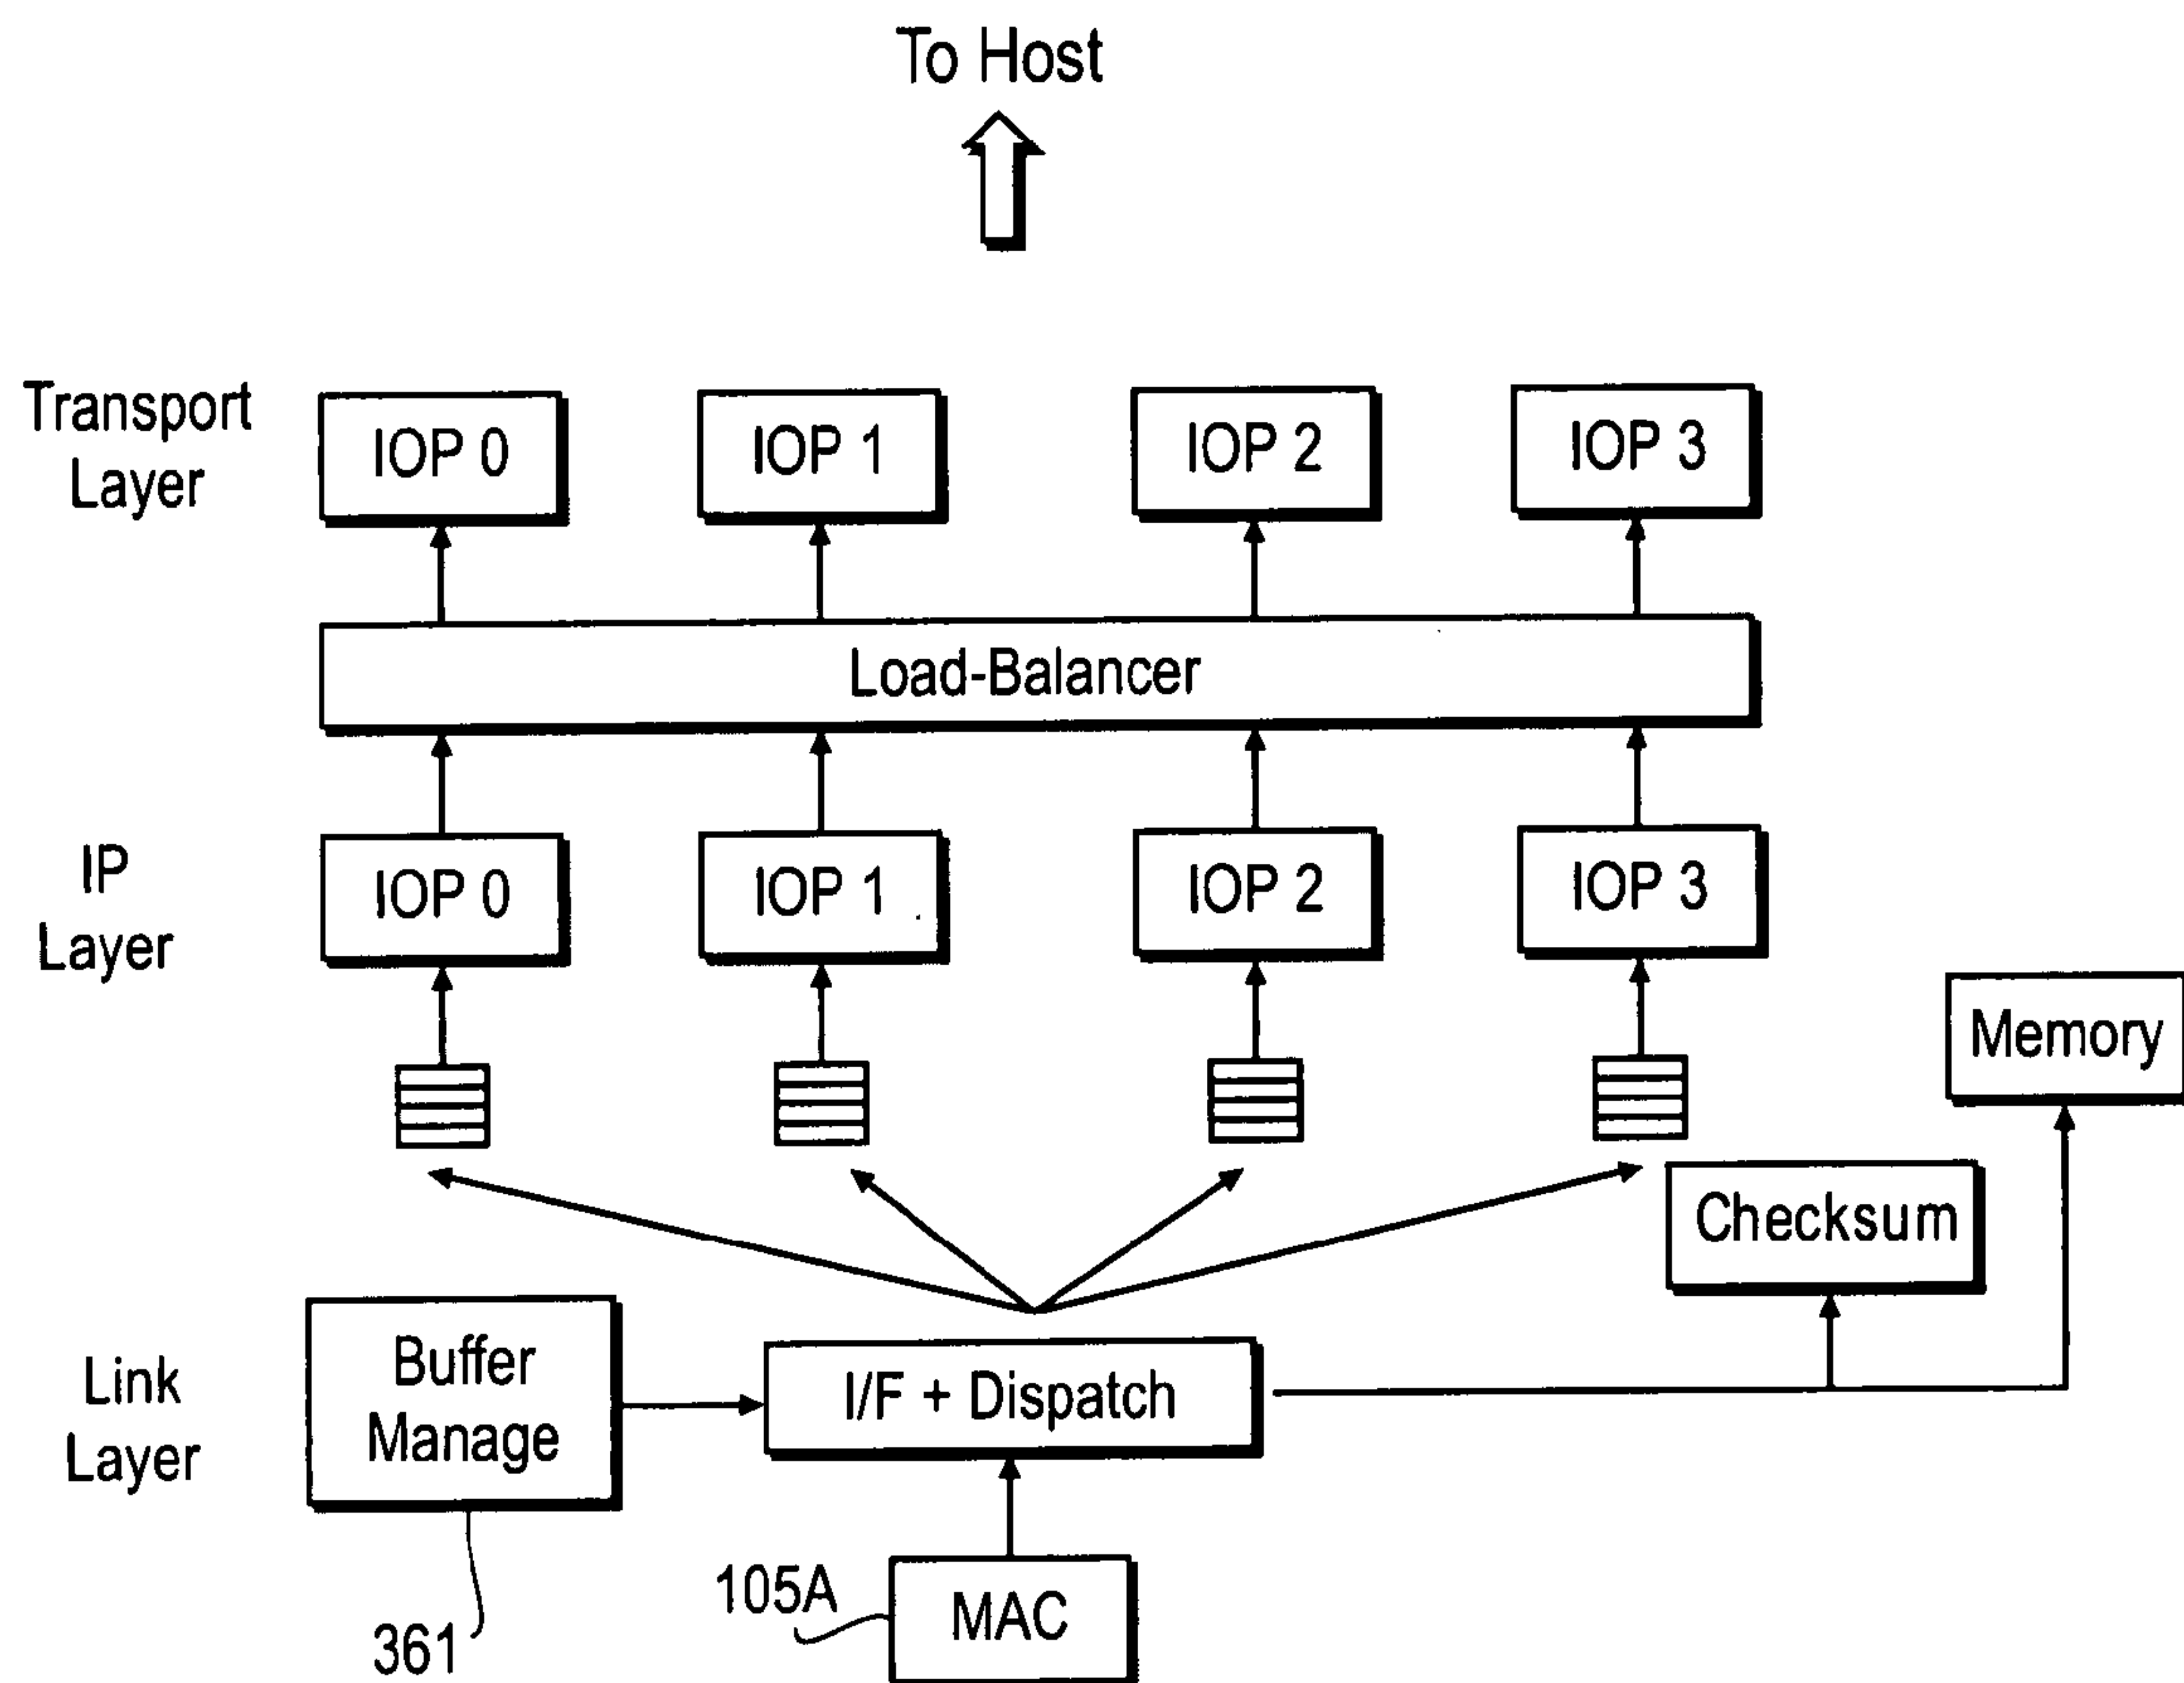 To Host
Transport
Layer
IOP 0
IOP 1
IOP 2
IOP 3
Load-Balancer
IP
Layer
IOP 0
IOP 1
IOP 2
IOP 3
Memory
Checksum
Link
Layer
Buffer
Manage
I/F + Dispatch
361
105A
MAC